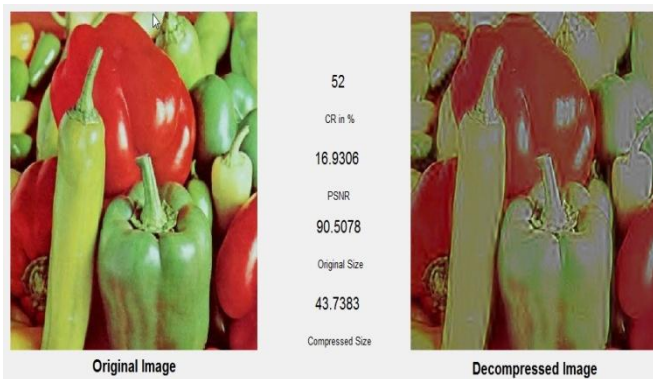 52
CR in %
16.9306
PSNR
90.5078
Original Size
43.7383
Compressed Size
Original Image
Decompressed Image